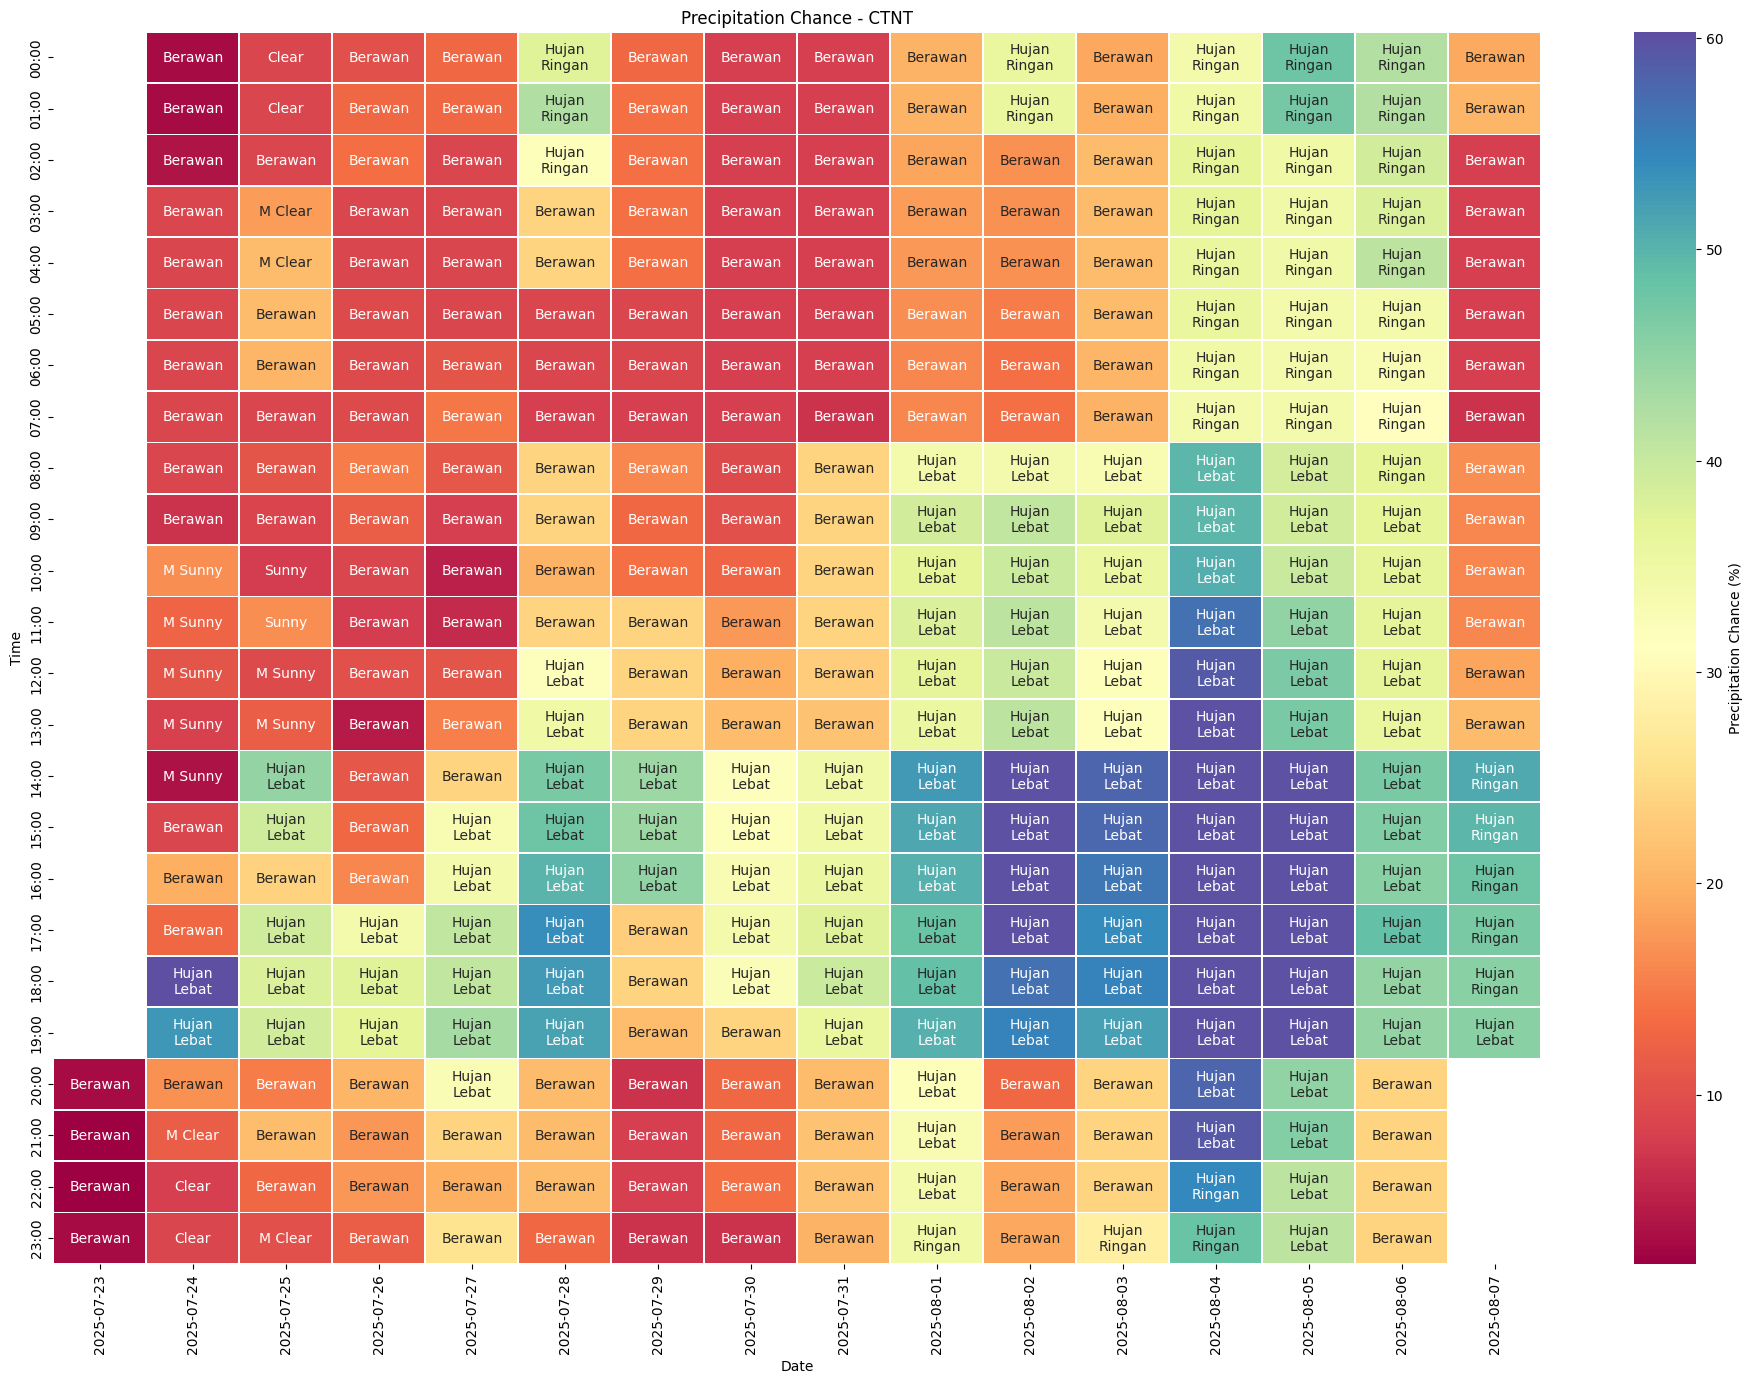 Precipitation Chance - CTNT
00:00 Berawan Clear Berawan Berawan Hujan Ringan Berawan Berawan Berawan Berawan Hujan Ringan Berawan Hujan Ringan Hujan Ringan Hujan Ringan Berawan
01:00 Berawan Clear Berawan Berawan Hujan Ringan Berawan Berawan Berawan Berawan Hujan Ringan Berawan Hujan Ringan Hujan Ringan Hujan Ringan Berawan
02:00 Berawan Berawan Berawan Berawan Hujan Ringan Berawan Berawan Berawan Berawan Berawan Berawan Hujan Ringan Hujan Ringan Hujan Ringan Berawan
03:00 Berawan M Clear Berawan Berawan Berawan Berawan Berawan Berawan Berawan Berawan Berawan Hujan Ringan Hujan Ringan Hujan Ringan Berawan
04:00 Berawan M Clear Berawan Berawan Berawan Berawan Berawan Berawan Berawan Berawan Berawan Hujan Ringan Hujan Ringan Hujan Ringan Berawan
05:00 Berawan Berawan Berawan Berawan Berawan Berawan Berawan Berawan Berawan Berawan Berawan Hujan Ringan Hujan Ringan Hujan Ringan Berawan
06:00 Berawan Berawan Berawan Berawan Berawan Berawan Berawan Berawan Berawan Berawan Berawan Hujan Ringan Hujan Ringan Hujan Ringan Berawan
07:00 Berawan Berawan Berawan Berawan Berawan Berawan Berawan Berawan Berawan Berawan Berawan Hujan Ringan Hujan Ringan Hujan Ringan Berawan
08:00 Berawan Berawan Berawan Berawan Berawan Berawan Berawan Berawan Hujan Lebat Hujan Lebat Hujan Lebat Hujan Lebat Hujan Lebat Hujan Ringan Berawan
09:00 Berawan Berawan Berawan Berawan Berawan Berawan Berawan Berawan Hujan Lebat Hujan Lebat Hujan Lebat Hujan Lebat Hujan Lebat Hujan Lebat Berawan
10:00 M Sunny Sunny Berawan Berawan Berawan Berawan Berawan Berawan Hujan Lebat Hujan Lebat Hujan Lebat Hujan Lebat Hujan Lebat Hujan Lebat Berawan
11:00 M Sunny Sunny Berawan Berawan Berawan Berawan Berawan Berawan Hujan Lebat Hujan Lebat Hujan Lebat Hujan Lebat Hujan Lebat Hujan Lebat Berawan
12:00 M Sunny M Sunny Berawan Berawan Hujan Lebat Berawan Berawan Berawan Hujan Lebat Hujan Lebat Hujan Lebat Hujan Lebat Hujan Lebat Hujan Lebat Berawan
13:00 M Sunny M Sunny Berawan Berawan Hujan Lebat Berawan Berawan Berawan Hujan Lebat Hujan Lebat Hujan Lebat Hujan Lebat Hujan Lebat Hujan Lebat Berawan
14:00 M Sunny Hujan Lebat Berawan Berawan Hujan Lebat Hujan Lebat Hujan Lebat Hujan Lebat Hujan Lebat Hujan Lebat Hujan Lebat Hujan Lebat Hujan Lebat Hujan Lebat Hujan Ringan
15:00 Berawan Hujan Lebat Berawan Hujan Lebat Hujan Lebat Hujan Lebat Hujan Lebat Hujan Lebat Hujan Lebat Hujan Lebat Hujan Lebat Hujan Lebat Hujan Lebat Hujan Lebat Hujan Ringan
16:00 Berawan Berawan Berawan Hujan Lebat Hujan Lebat Hujan Lebat Hujan Lebat Hujan Lebat Hujan Lebat Hujan Lebat Hujan Lebat Hujan Lebat Hujan Lebat Hujan Lebat Hujan Ringan
17:00 Berawan Hujan Lebat Hujan Lebat Hujan Lebat Hujan Lebat Berawan Hujan Lebat Hujan Lebat Hujan Lebat Hujan Lebat Hujan Lebat Hujan Lebat Hujan Lebat Hujan Lebat Hujan Ringan
18:00 Hujan Lebat Hujan Lebat Hujan Lebat Hujan Lebat Hujan Lebat Berawan Hujan Lebat Hujan Lebat Hujan Lebat Hujan Lebat Hujan Lebat Hujan Lebat Hujan Lebat Hujan Lebat Hujan Ringan
19:00 Hujan Lebat Hujan Lebat Hujan Lebat Hujan Lebat Hujan Lebat Berawan Berawan Hujan Lebat Hujan Lebat Hujan Lebat Hujan Lebat Hujan Lebat Hujan Lebat Hujan Lebat Hujan Lebat
20:00 Berawan Berawan Berawan Berawan Hujan Lebat Berawan Berawan Berawan Berawan Hujan Lebat Berawan Berawan Hujan Lebat Hujan Lebat Berawan
21:00 Berawan M Clear Berawan Berawan Berawan Berawan Berawan Berawan Berawan Hujan Lebat Berawan Berawan Hujan Lebat Hujan Lebat Berawan
22:00 Berawan Clear Berawan Berawan Berawan Berawan Berawan Berawan Berawan Hujan Lebat Berawan Berawan Hujan Ringan Hujan Lebat Berawan
23:00 Berawan Clear M Clear Berawan Berawan Berawan Berawan Berawan Berawan Hujan Ringan Berawan Hujan Ringan Hujan Ringan Hujan Lebat Berawan
Time
2025-07-23 2025-07-24 2025-07-25 2025-07-26 2025-07-27 2025-07-28 2025-07-29 2025-07-30 2025-07-31 2025-08-01 2025-08-02 2025-08-03 2025-08-04 2025-08-05 2025-08-06 2025-08-07
Date
60
50
40
30
20
10
Precipitation Chance (%)